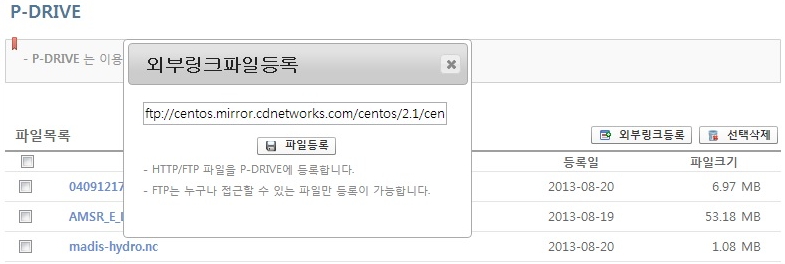 P-DRIVE
- P-DRIVE 는 이용
외부링크파일등록
ftp://centos.mirror.cdnetworks.com/centos/2.1/cen
파일등록
- HTTP/FTP 파일을 P-DRIVE에 등록합니다.
- FTP는 누구나 접근할 수 있는 파일만 등록이 가능합니다.
파일목록
외부링크등록 선택삭제
등록일 파일크기
04091217 2013-08-20 6.97 MB
AMSR_E_ 2013-08-19 53.18 MB
madis-hydro.nc 2013-08-20 1.08 MB